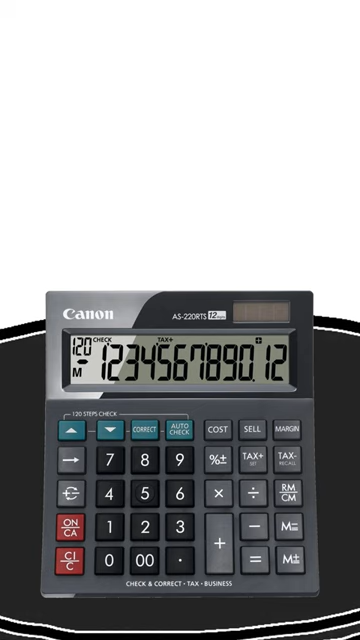 Canon
AS-220RTS 12 digits
120 CHECK TAX+
M 1234567890.12
120 STEPS CHECK
CORRECT AUTO CHECK COST SELL MARGIN
→ 7 8 9 %± TAX+ SET TAX- RECALL
4 5 6 × ÷ RM CM
ON CA 1 2 3 + − M=
CI C 0 00 · = M±
CHECK & CORRECT • TAX • BUSINESS